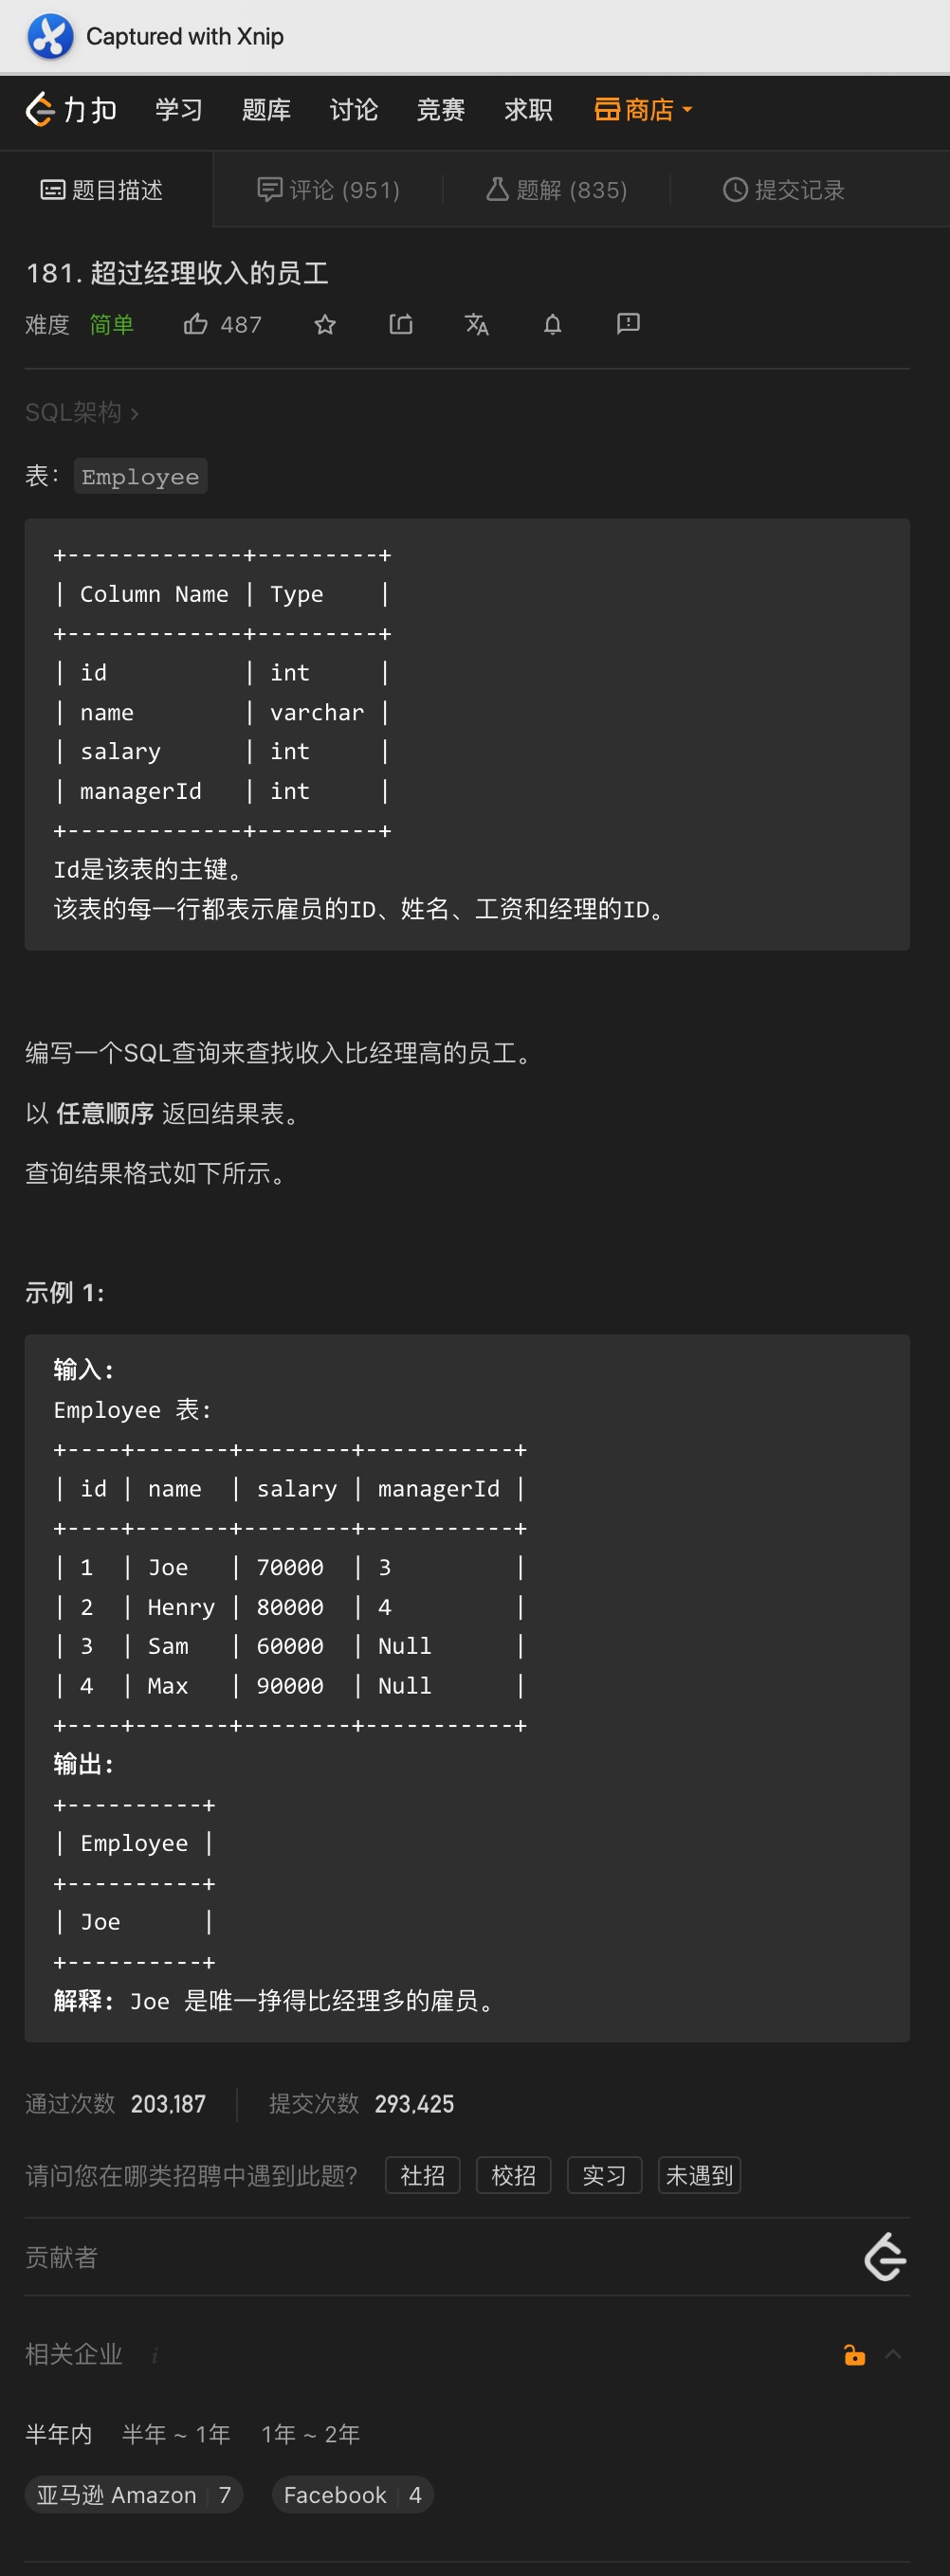 Captured with Xnip
力扣 学习 题库 讨论 竞赛 求职 商店
题目描述 评论 (951) 题解 (835) 提交记录
181. 超过经理收入的员工
难度 简单 487
SQL架构 >
表: Employee
+-------------+---------+
| Column Name | Type    |
+-------------+---------+
| id          | int     |
| name        | varchar |
| salary      | int     |
| managerId   | int     |
+-------------+---------+
Id是该表的主键。
该表的每一行都表示雇员的ID、姓名、工资和经理的ID。
编写一个SQL查询来查找收入比经理高的员工。
以 任意顺序 返回结果表。
查询结果格式如下所示。
示例 1:
输入:
Employee 表:
+----+-------+--------+-----------+
| id | name  | salary | managerId |
+----+-------+--------+-----------+
| 1  | Joe   | 70000  | 3         |
| 2  | Henry | 80000  | 4         |
| 3  | Sam   | 60000  | Null      |
| 4  | Max   | 90000  | Null      |
+----+-------+--------+-----------+
输出:
+----------+
| Employee |
+----------+
| Joe      |
+----------+
解释: Joe 是唯一挣得比经理多的雇员。
通过次数 203,187 提交次数 293,425
请问您在哪类招聘中遇到此题? 社招 校招 实习 未遇到
贡献者
相关企业 i
半年内 半年 ~ 1年 1年 ~ 2年
亚马逊 Amazon 7 Facebook 4